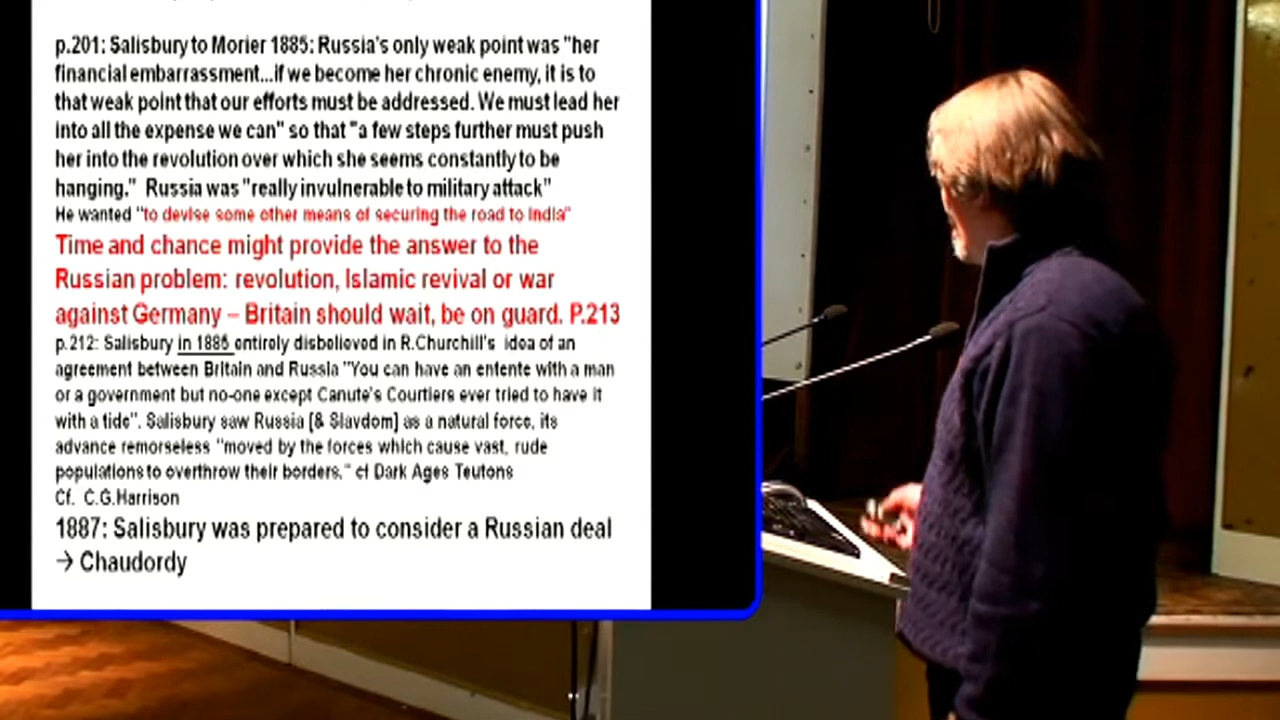 p.201: Salisbury to Morier 1885: Russia's only weak point was "her
financial embarrassment...if we become her chronic enemy, it is to
that weak point that our efforts must be addressed. We must lead her
into all the expense we can" so that "a few steps further must push
her into the revolution over which she seems constantly to be
hanging." Russia was "really invulnerable to military attack"
He wanted "to devise some other means of securing the road to India"
Time and chance might provide the answer to the
Russian problem: revolution, Islamic revival or war
against Germany – Britain should wait, be on guard. P.213
p.212: Salisbury in 1885 entirely disbelieved in R.Churchill's idea of an
agreement between Britain and Russia "You can have an entente with a man
or a government but no-one except Canute's Courtiers ever tried to have it
with a tide". Salisbury saw Russia [& Slavdom] as a natural force, its
advance remorseless "moved by the forces which cause vast, rude
populations to overthrow their borders." cf Dark Ages Teutons
Cf. C.G.Harrison
1887: Salisbury was prepared to consider a Russian deal
→ Chaudordy